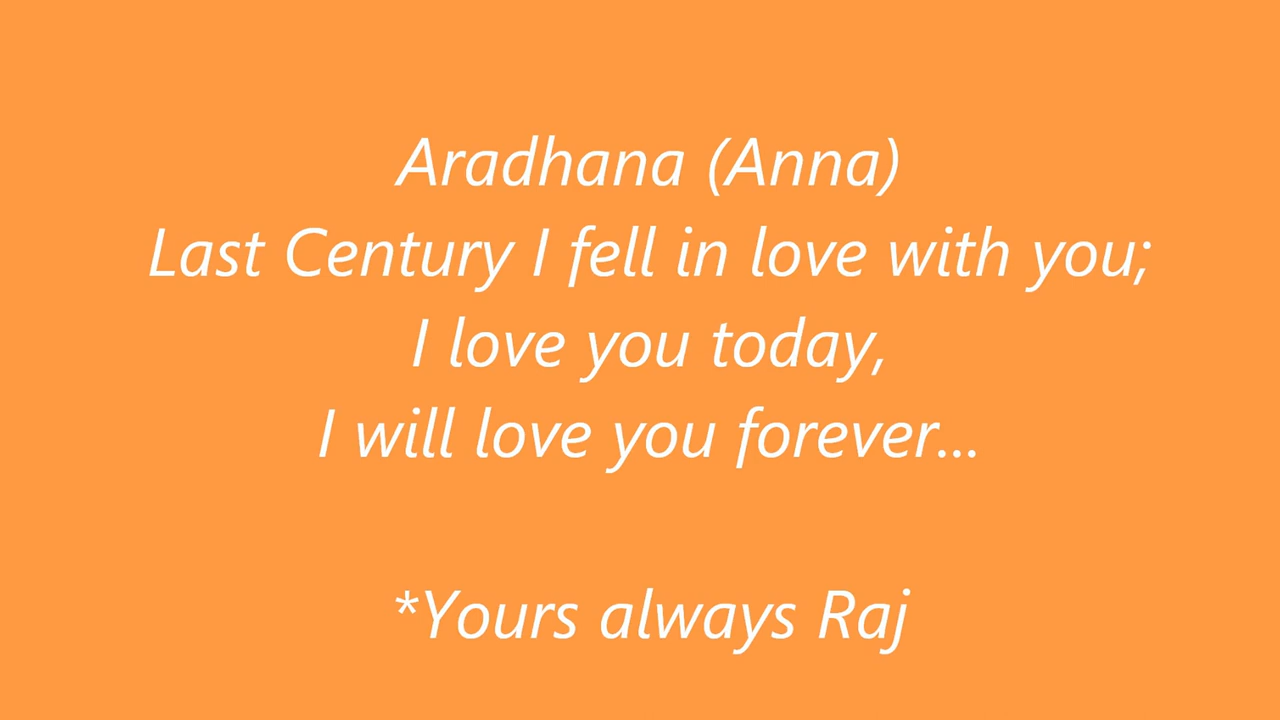 Aradhana (Anna)
Last Century I fell in love with you;
I love you today,
I will love you forever...
*Yours always Raj